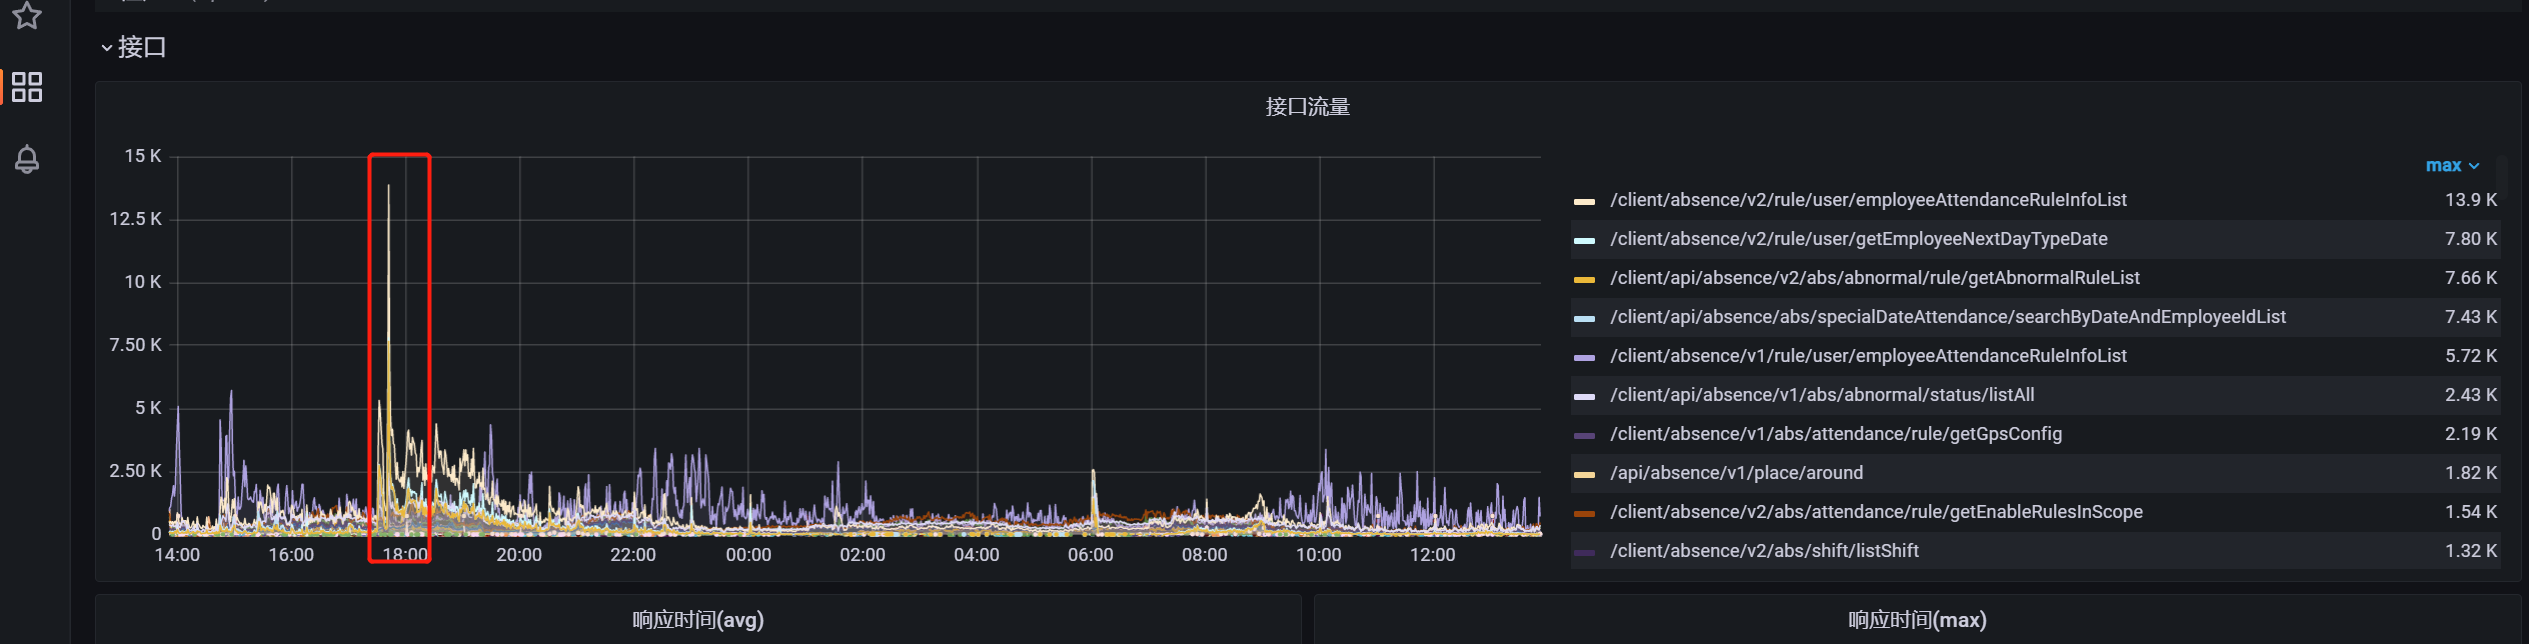 接口
接口流量
15 K
12.5 K
10 K
7.50 K
5 K
2.50 K
0
14:00 16:00 18:00 20:00 22:00 00:00 02:00 04:00 06:00 08:00 10:00 12:00
max
/client/absence/v2/rule/user/employeeAttendanceRuleInfoList 13.9 K
/client/absence/v2/rule/user/getEmployeeNextDayTypeDate 7.80 K
/client/api/absence/v2/abs/abnormal/rule/getAbnormalRuleList 7.66 K
/client/api/absence/abs/specialDateAttendance/searchByDateAndEmployeeIdList 7.43 K
/client/absence/v1/rule/user/employeeAttendanceRuleInfoList 5.72 K
/client/api/absence/v1/abs/abnormal/status/listAll 2.43 K
/client/absence/v1/abs/attendance/rule/getGpsConfig 2.19 K
/api/absence/v1/place/around 1.82 K
/client/absence/v2/abs/attendance/rule/getEnableRulesInScope 1.54 K
/client/absence/v2/abs/shift/listShift 1.32 K
响应时间(avg)
响应时间(max)